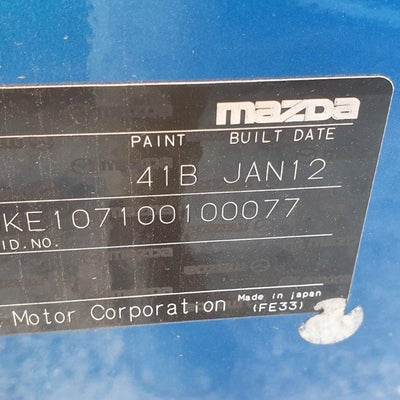 mazda
PAINT BUILT DATE
41B JAN12
KE107100100077
ID.NO.
Motor Corporation Made in japan
(FE33)